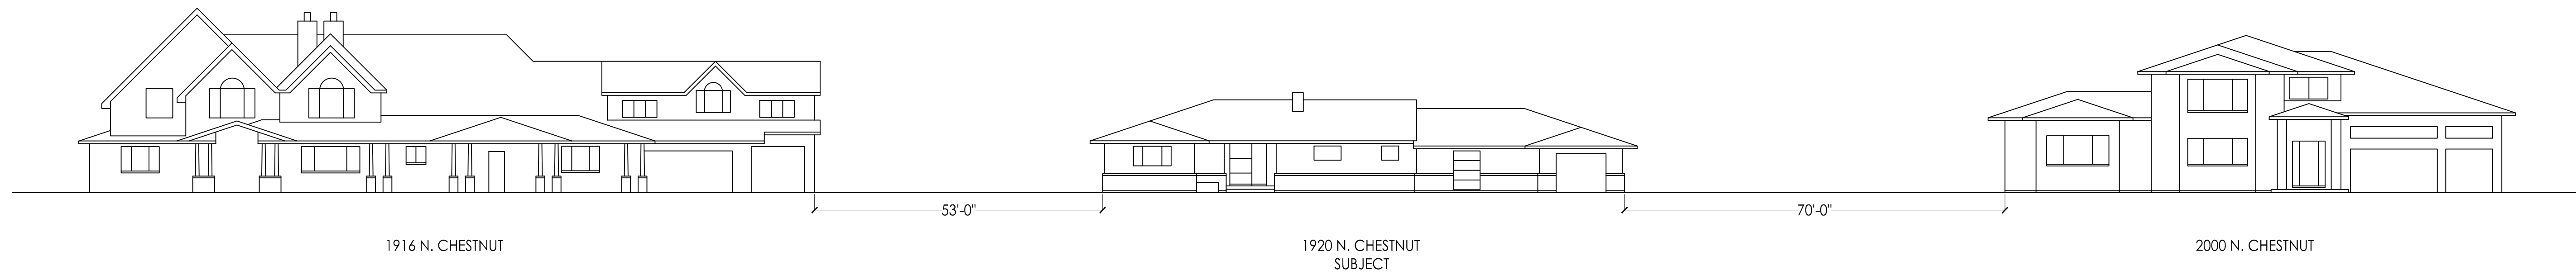 53'-0"
70'-0"
1916 N. CHESTNUT
1920 N. CHESTNUT
SUBJECT
2000 N. CHESTNUT